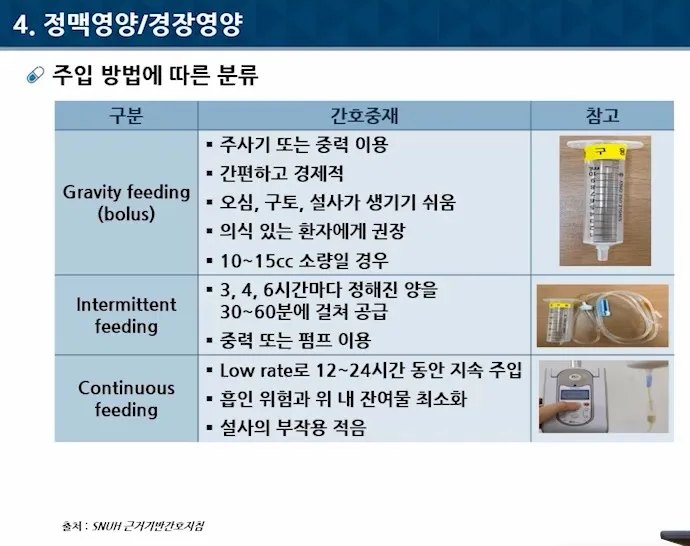 4. 정맥영양/경장영양
주입 방법에 따른 분류
구분 간호중재 참고
Gravity feeding
(bolus)
▪ 주사기 또는 중력 이용
▪ 간편하고 경제적
▪ 오심, 구토, 설사가 생기기 쉬움
▪ 의식 있는 환자에게 권장
▪ 10~15cc 소량일 경우
구 용
Intermittent
feeding
▪ 3, 4, 6시간마다 정해진 양을
30~60분에 걸쳐 공급
▪ 중력 또는 펌프 이용
Continuous
feeding
▪ Low rate로 12~24시간 동안 지속 주입
▪ 흡인 위험과 위 내 잔여물 최소화
▪ 설사의 부작용 적음
출처 : SNUH 근거기반간호지침